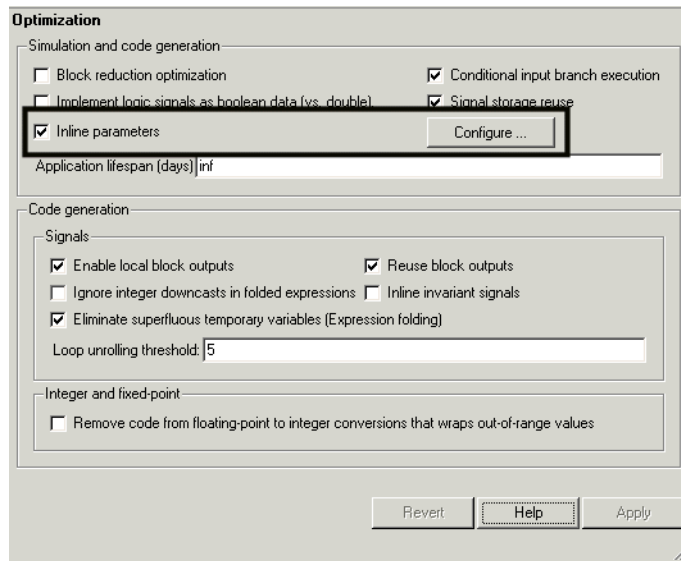 Optimization
Simulation and code generation
Block reduction optimization
Conditional input branch execution
Implement logic signals as boolean data (vs. double).
Signal storage reuse
Inline parameters
Configure ...
Application lifespan (days) inf
Code generation
Signals
Enable local block outputs
Reuse block outputs
Ignore integer downcasts in folded expressions
Inline invariant signals
Eliminate superfluous temporary variables (Expression folding)
Loop unrolling threshold: 5
Integer and fixed-point
Remove code from floating-point to integer conversions that wraps out-of-range values
Revert
Help
Apply